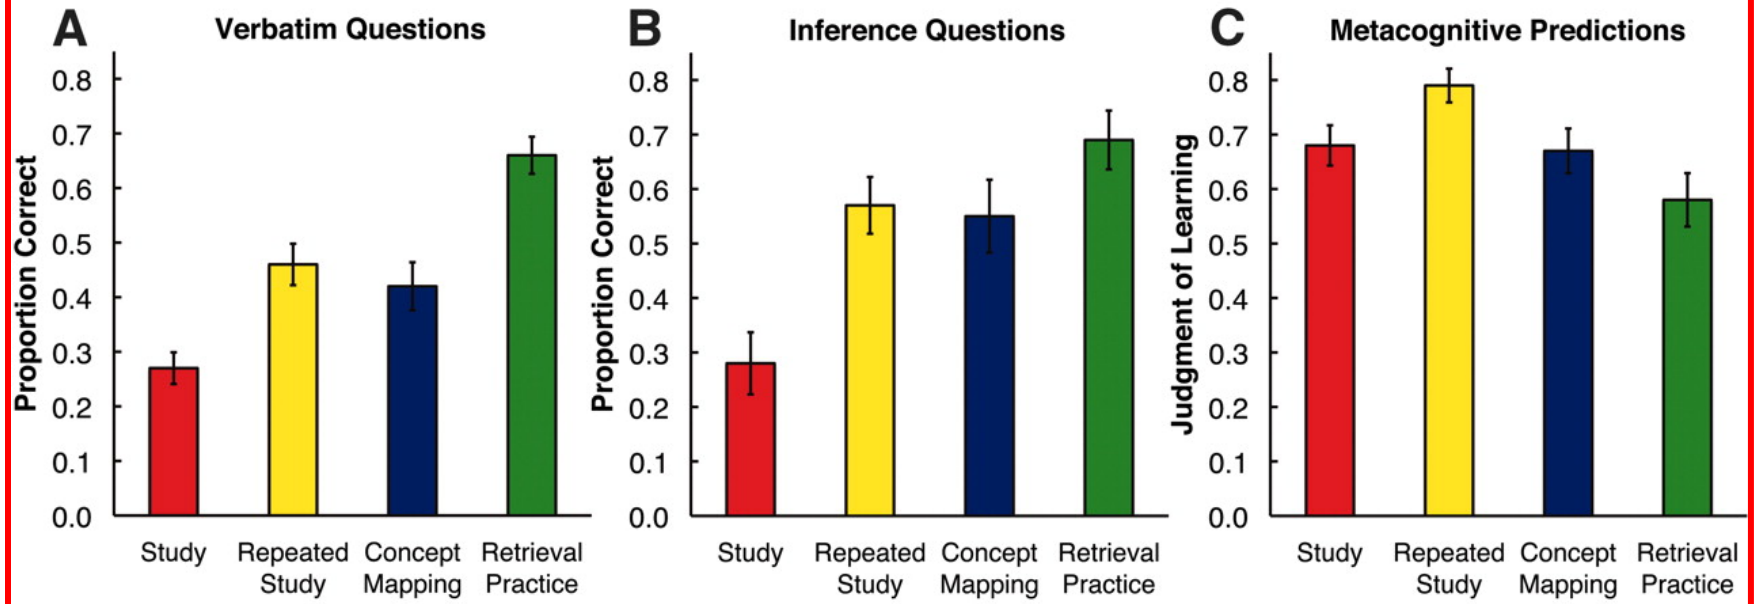 A
Verbatim Questions
Proportion Correct
0.8
0.7
0.6
0.5
0.4
0.3
0.2
0.1
0.0
Study
Repeated
Study
Concept
Mapping
Retrieval
Practice
B
Inference Questions
Proportion Correct
0.8
0.7
0.6
0.5
0.4
0.3
0.2
0.1
0.0
Study
Repeated
Study
Concept
Mapping
Retrieval
Practice
C
Metacognitive Predictions
Judgment of Learning
0.8
0.7
0.6
0.5
0.4
0.3
0.2
0.1
0.0
Study
Repeated
Study
Concept
Mapping
Retrieval
Practice